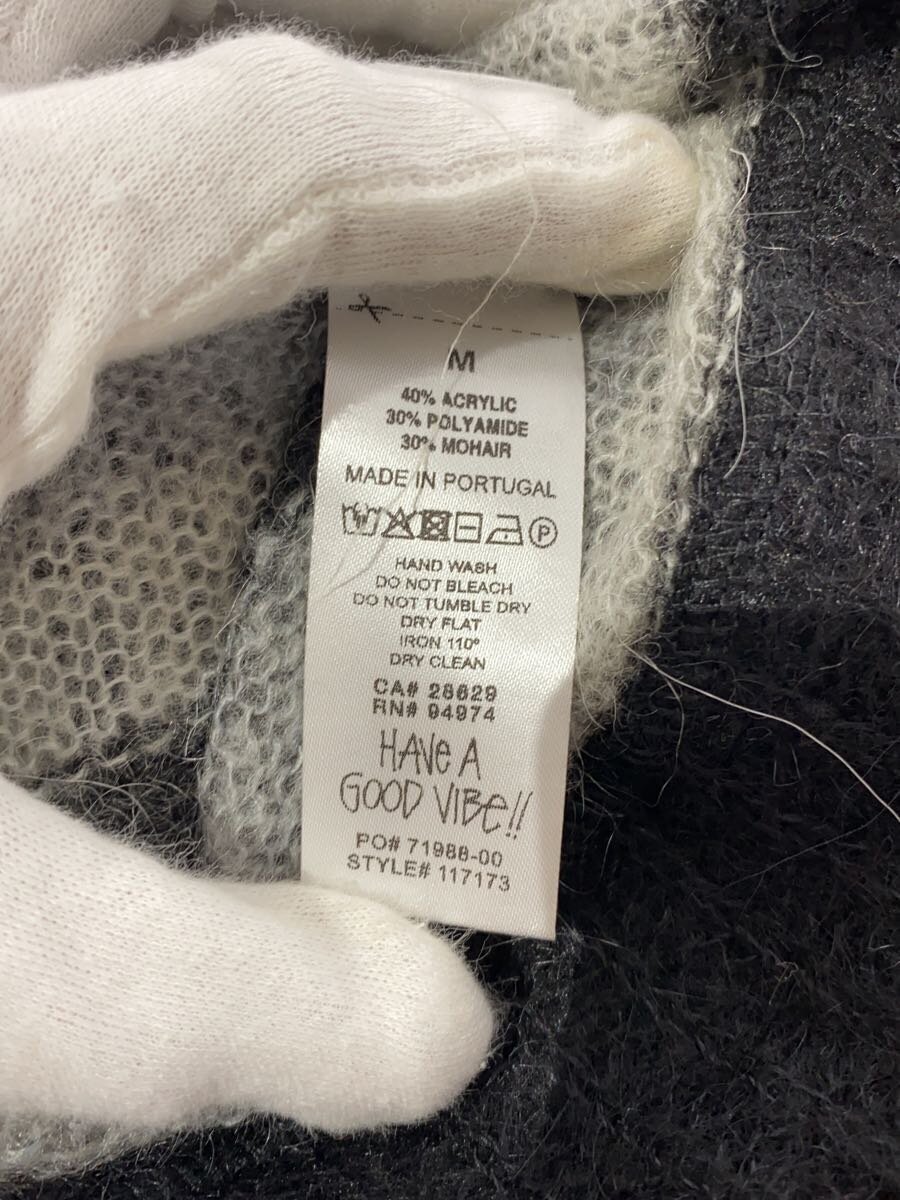 M
40% ACRYLIC
30% POLYAMIDE
30% MOHAIR
MADE IN PORTUGAL
P
HAND WASH
DO NOT BLEACH
DO NOT TUMBLE DRY
DRY FLAT
IRON 110°
DRY CLEAN
CA# 28629
RN# 94974
HAVE A
GOOD VIBE!!
PO# 71988-00
STYLE# 117173